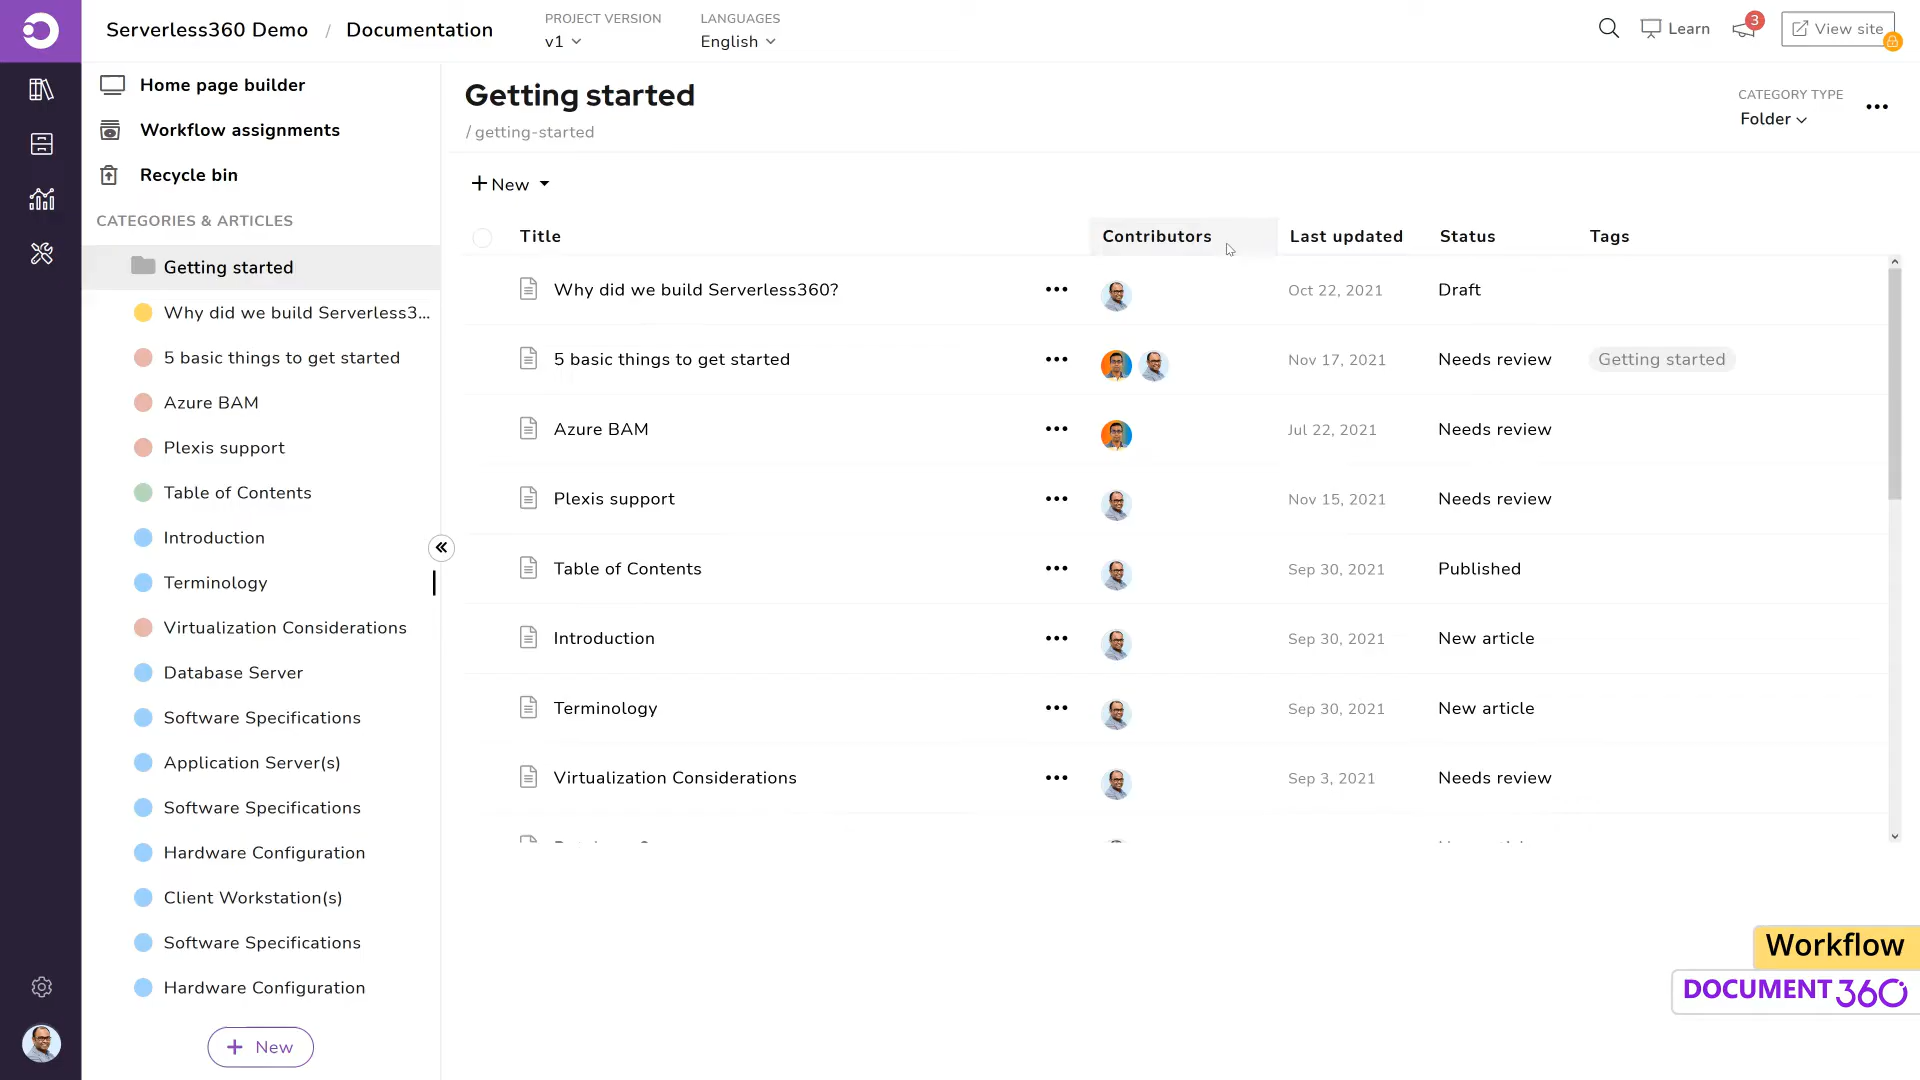 Serverless360 Demo / Documentation
PROJECT VERSION
v1
LANGUAGES
English
Learn
3
View site
Home page builder
Workflow assignments
Recycle bin
CATEGORIES & ARTICLES
Getting started
Why did we build Serverless3...
5 basic things to get started
Azure BAM
Plexis support
Table of Contents
Introduction
Terminology
Virtualization Considerations
Database Server
Software Specifications
Application Server(s)
Software Specifications
Hardware Configuration
Client Workstation(s)
Software Specifications
Hardware Configuration
+ New
Getting started
/ getting-started
CATEGORY TYPE
Folder
+ New
Title Contributors Last updated Status Tags
Why did we build Serverless360? Oct 22, 2021 Draft
5 basic things to get started Nov 17, 2021 Needs review Getting started
Azure BAM Jul 22, 2021 Needs review
Plexis support Nov 15, 2021 Needs review
Table of Contents Sep 30, 2021 Published
Introduction Sep 30, 2021 New article
Terminology Sep 30, 2021 New article
Virtualization Considerations Sep 3, 2021 Needs review
Workflow
DOCUMENT360